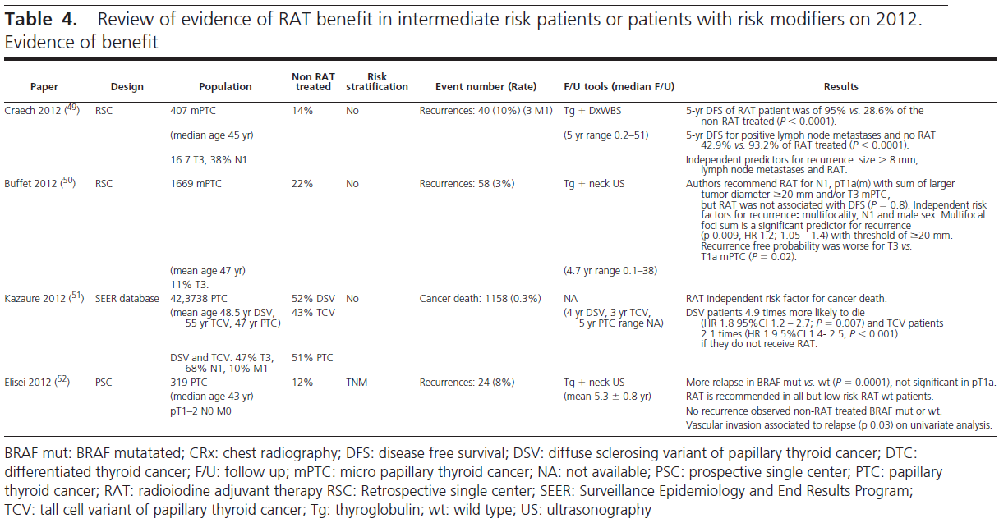 Table 4. Review of evidence of RAT benefit in intermediate risk patients or patients with risk modifiers on 2012.
Evidence of benefit
Paper Design Population Non RAT treated Risk stratification Event number (Rate) F/U tools (median F/U) Results
Craech 2012 (49) RSC 407 mPTC 14% No Recurrences: 40 (10%) (3 M1) Tg + DxWBS 5-yr DFS of RAT patient was of 95% vs. 28.6% of the
non-RAT treated (P < 0.0001).
(median age 45 yr) (5 yr range 0.2–51) 5-yr DFS for positive lymph node metastases and no RAT
42.9% vs. 93.2% of RAT treated (P < 0.0001).
16.7 T3, 38% N1. Independent predictors for recurrence: size > 8 mm,
lymph node metastases and RAT.
Buffet 2012 (50) RSC 1669 mPTC 22% No Recurrences: 58 (3%) Tg + neck US Authors recommend RAT for N1, pT1a(m) with sum of larger
tumor diameter ≥20 mm and/or T3 mPTC,
but RAT was not associated with DFS (P = 0.8). Independent risk
factors for recurrence: multifocality, N1 and male sex. Multifocal
foci sum is a significant predictor for recurrence
(p 0.009, HR 1.2; 1.05 – 1.4) with threshold of ≥20 mm.
Recurrence free probability was worse for T3 vs.
T1a mPTC (P = 0.02).
(mean age 47 yr) (4.7 yr range 0.1–38)
11% T3.
Kazaure 2012 (51) SEER database 42,3738 PTC 52% DSV No Cancer death: 1158 (0.3%) NA RAT independent risk factor for cancer death.
(mean age 48.5 yr DSV, 43% TCV (4 yr DSV, 3 yr TCV, DSV patients 4.9 times more likely to die
55 yr TCV, 47 yr PTC) 5 yr PTC range NA) (HR 1.8 95%CI 1.2 – 2.7; P = 0.007) and TCV patients
2.1 times (HR 1.9 5%CI 1.4- 2.5, P < 0.001)
if they do not receive RAT.
DSV and TCV: 47% T3, 51% PTC
68% N1, 10% M1
Elisei 2012 (52) PSC 319 PTC 12% TNM Recurrences: 24 (8%) Tg + neck US More relapse in BRAF mut vs. wt (P = 0.0001), not significant in pT1a.
(median age 43 yr) (mean 5.3 ± 0.8 yr) RAT is recommended in all but low risk RAT wt patients.
pT1–2 N0 M0 No recurrence observed non-RAT treated BRAF mut or wt.
Vascular invasion associated to relapse (p 0.03) on univariate analysis.
BRAF mut: BRAF mutatated; CRx: chest radiography; DFS: disease free survival; DSV: diffuse sclerosing variant of papillary thyroid cancer; DTC:
differentiated thyroid cancer; F/U: follow up; mPTC: micro papillary thyroid cancer; NA: not available; PSC: prospective single center; PTC: papillary
thyroid cancer; RAT: radioiodine adjuvant therapy RSC: Retrospective single center; SEER: Surveillance Epidemiology and End Results Program;
TCV: tall cell variant of papillary thyroid cancer; Tg: thyroglobulin; wt: wild type; US: ultrasonography